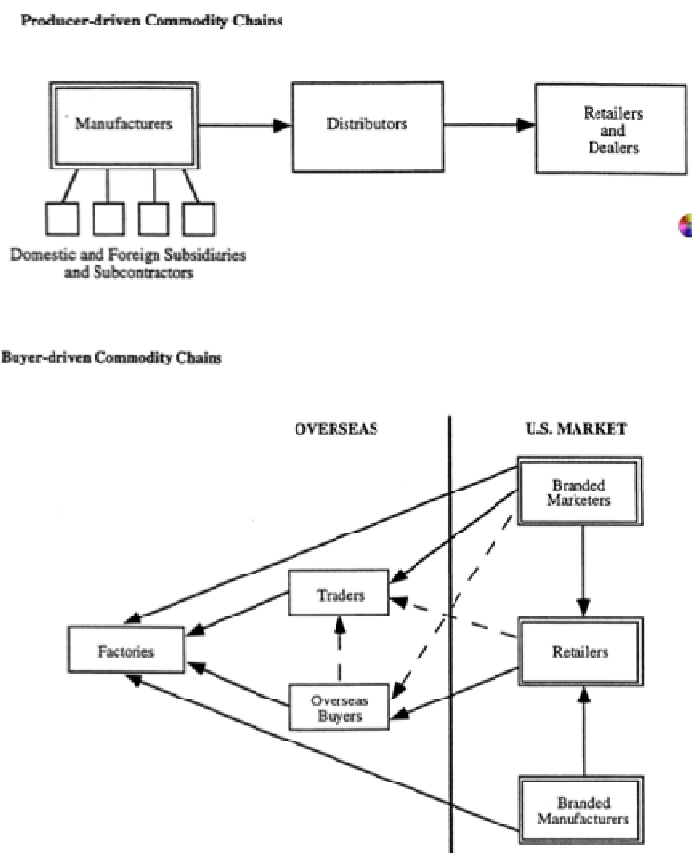 Producer-driven Commodity Chains
Manufacturers
Distributors
Retailers
and
Dealers
Domestic and Foreign Subsidiaries
and Subcontractors
Buyer-driven Commodity Chains
OVERSEAS
U.S. MARKET
Branded
Marketers
Traders
Factories
Retailers
Overseas
Buyers
Branded
Manufacturers